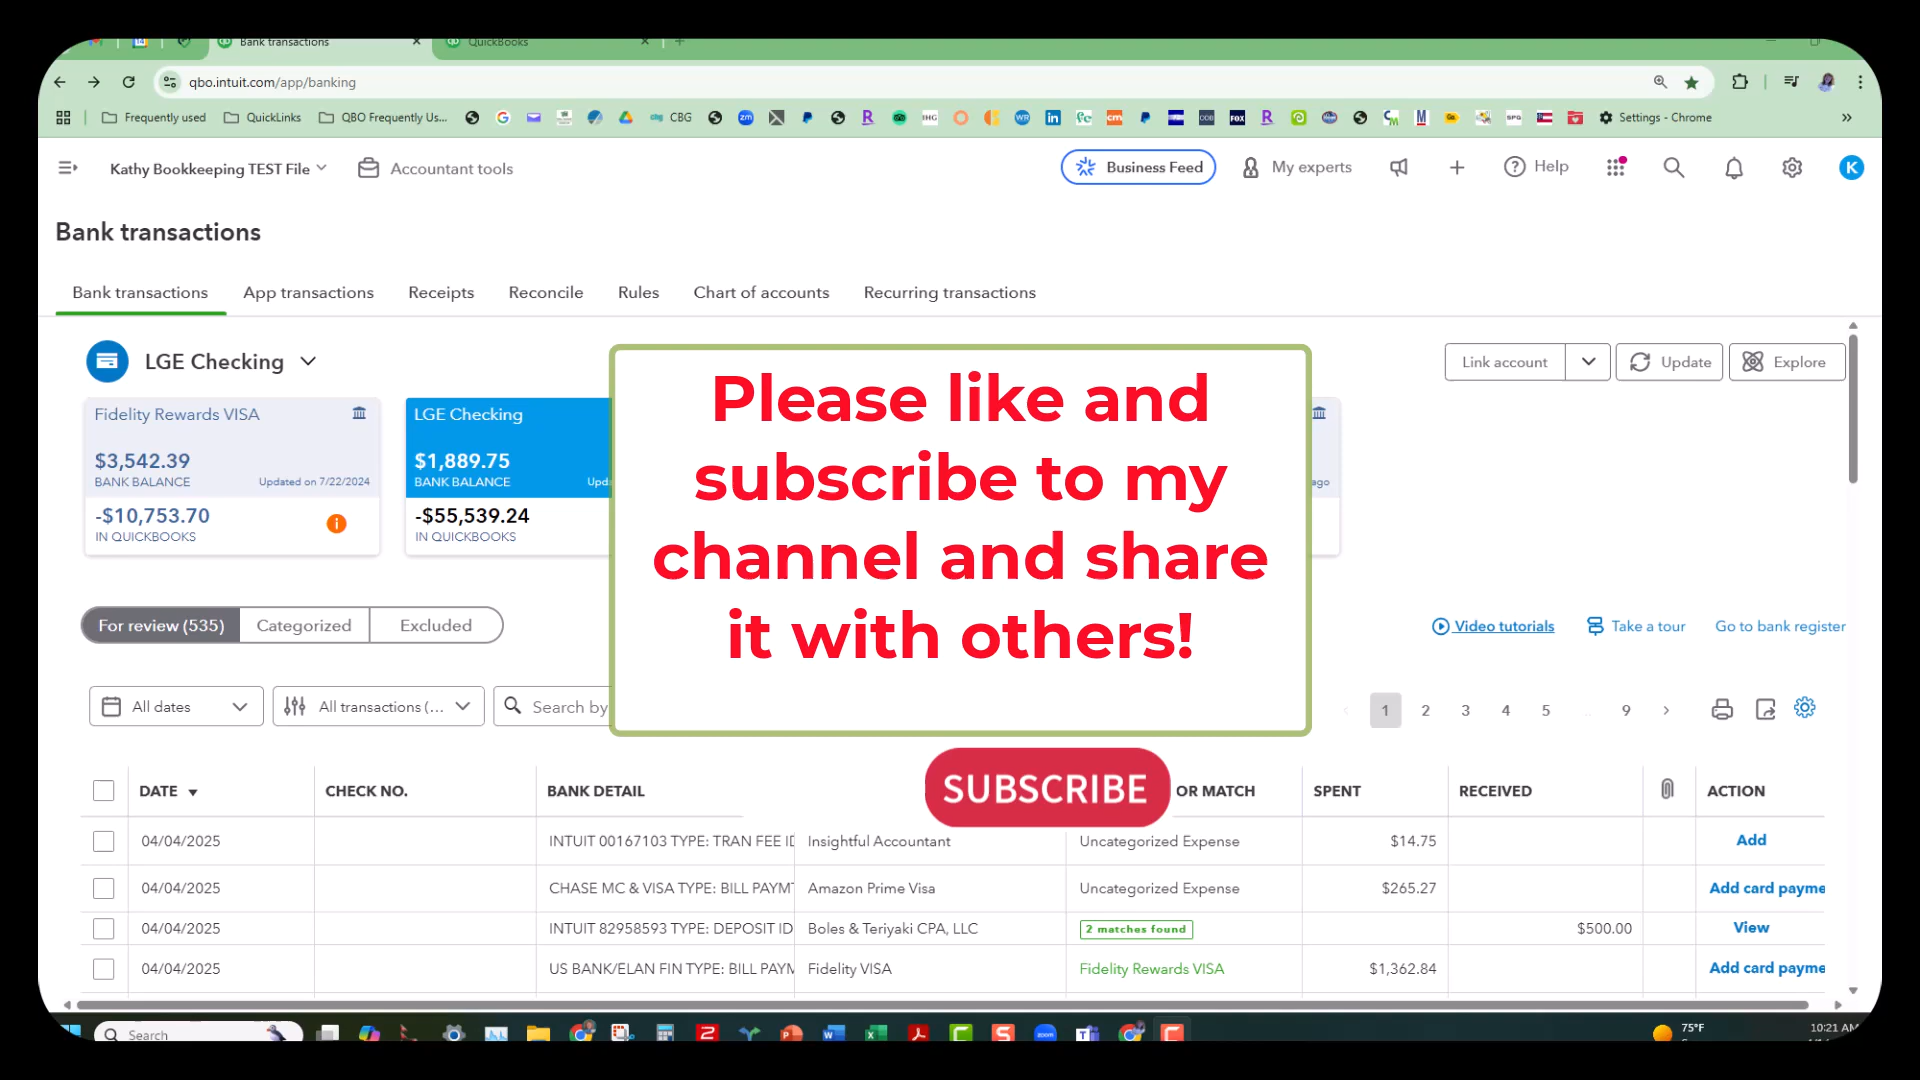 Bank transactions
QuickBooks
qbo.intuit.com/app/banking
Frequently used
QuickLinks
QBO Frequently Us...
CBG
Settings - Chrome
Kathy Bookkeeping TEST File
Accountant tools
Business Feed
My experts
Help
K
Bank transactions
Bank transactions
App transactions
Receipts
Reconcile
Rules
Chart of accounts
Recurring transactions
LGE Checking
Link account
Update
Explore
Fidelity Rewards VISA
$3,542.39
BANK BALANCE
Updated on 7/22/2024
-$10,753.70
IN QUICKBOOKS
LGE Checking
$1,889.75
BANK BALANCE
-$55,539.24
IN QUICKBOOKS
ago
Please like and
subscribe to my
channel and share
it with others!
For review (535)
Categorized
Excluded
Video tutorials
Take a tour
Go to bank register
All dates
All transactions (...
Search by
1 2 3 4 5 9
SUBSCRIBE
DATE CHECK NO. BANK DETAIL OR MATCH SPENT RECEIVED ACTION
04/04/2025 INTUIT 00167103 TYPE: TRAN FEE ID Insightful Accountant Uncategorized Expense $14.75 Add
04/04/2025 CHASE MC & VISA TYPE: BILL PAYMT Amazon Prime Visa Uncategorized Expense $265.27 Add card payme
04/04/2025 INTUIT 82958593 TYPE: DEPOSIT ID Boles & Teriyaki CPA, LLC 2 matches found $500.00 View
04/04/2025 US BANK/ELAN FIN TYPE: BILL PAYM Fidelity VISA Fidelity Rewards VISA $1,362.84 Add card payme
Search
75°F
10:21 AM